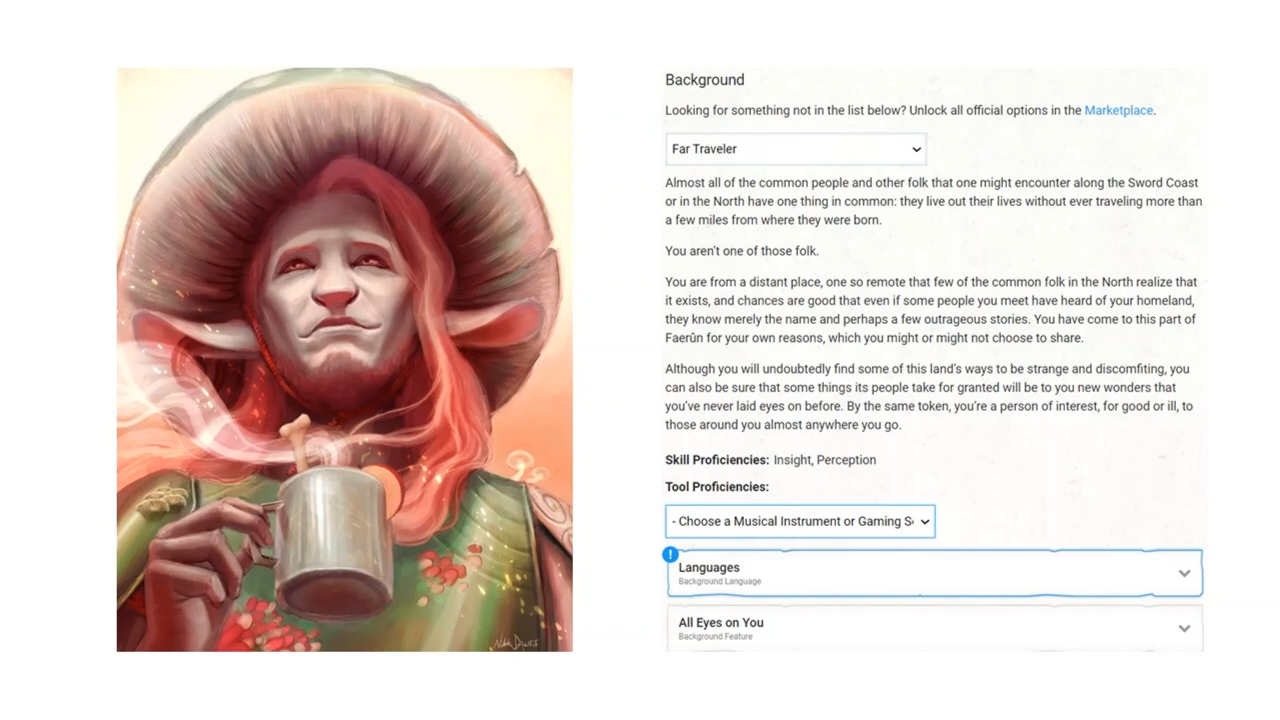 Background
Looking for something not in the list below? Unlock all official options in the Marketplace.
Far Traveler
Almost all of the common people and other folk that one might encounter along the Sword Coast
or in the North have one thing in common: they live out their lives without ever traveling more than
a few miles from where they were born.
You aren't one of those folk.
You are from a distant place, one so remote that few of the common folk in the North realize that
it exists, and chances are good that even if some people you meet have heard of your homeland,
they know merely the name and perhaps a few outrageous stories. You have come to this part of
Faerûn for your own reasons, which you might or might not choose to share.
Although you will undoubtedly find some of this land's ways to be strange and discomfiting, you
can also be sure that some things its people take for granted will be to you new wonders that
you've never laid eyes on before. By the same token, you're a person of interest, for good or ill, to
those around you almost anywhere you go.
Skill Proficiencies: Insight, Perception
Tool Proficiencies:
- Choose a Musical Instrument or Gaming S
!
Languages
Background Language
All Eyes on You
Background Feature